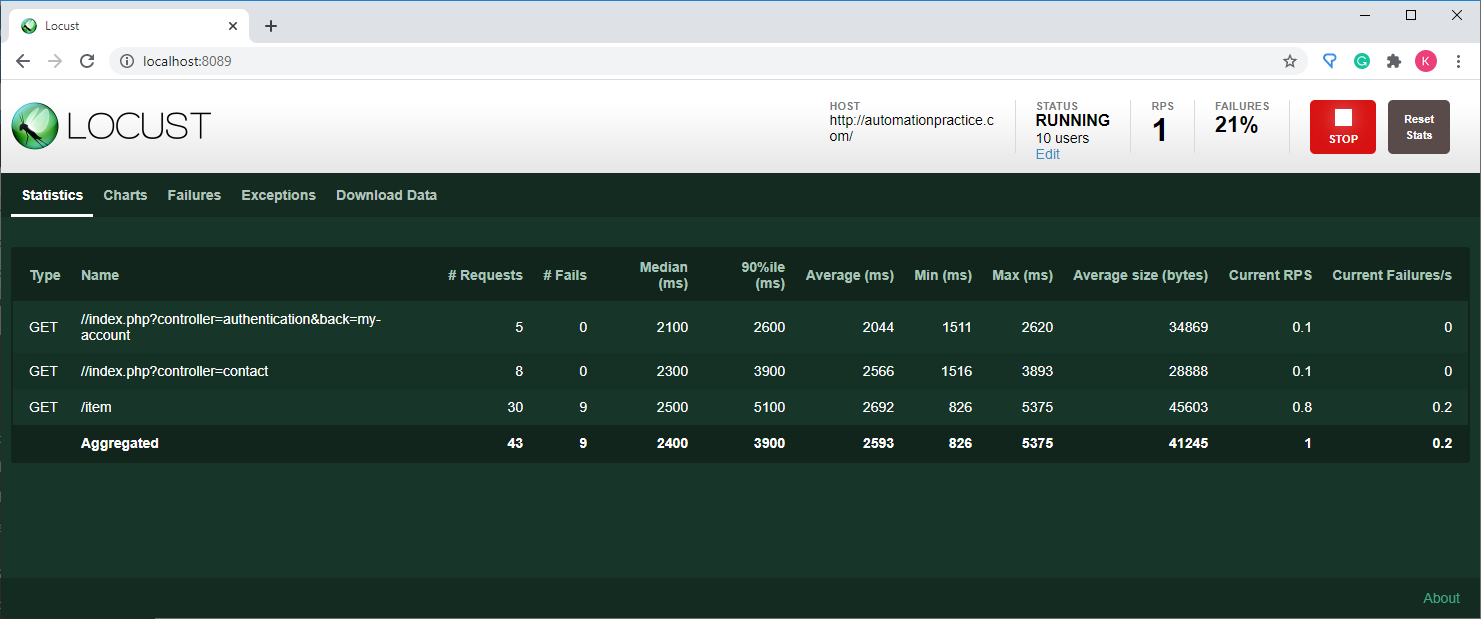 Locust
localhost:8089
K
LOCUST
HOST
http://automationpractice.c
om/
STATUS
RUNNING
10 users
Edit
RPS
1
FAILURES
21%
STOP
Reset
Stats
Statistics Charts Failures Exceptions Download Data
Type Name # Requests # Fails Median (ms) 90%ile (ms) Average (ms) Min (ms) Max (ms) Average size (bytes) Current RPS Current Failures/s
GET //index.php?controller=authentication&back=my-
account 5 0 2100 2600 2044 1511 2620 34869 0.1 0
GET //index.php?controller=contact 8 0 2300 3900 2566 1516 3893 28888 0.1 0
GET /item 30 9 2500 5100 2692 826 5375 45603 0.8 0.2
Aggregated 43 9 2400 3900 2593 826 5375 41245 1 0.2
About